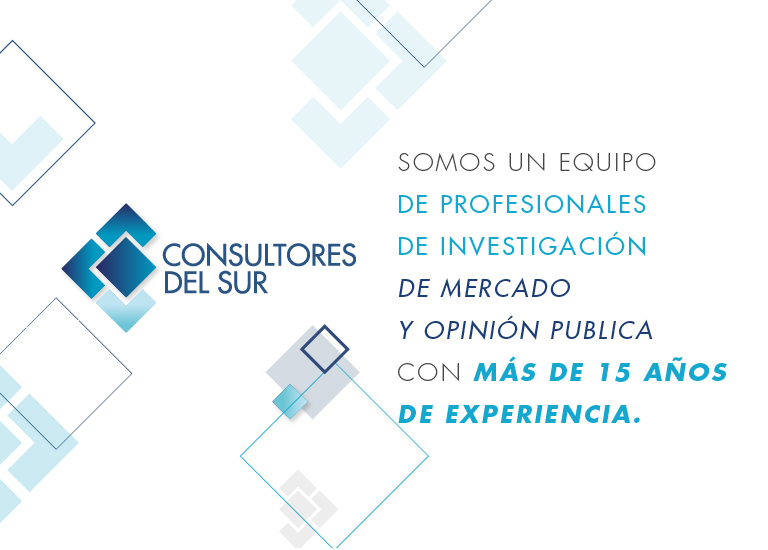 CONSULTORES
DEL SUR
SOMOS UN EQUIPO
DE PROFESIONALES
DE INVESTIGACIÓN
DE MERCADO
Y OPINIÓN PUBLICA
CON MÁS DE 15 AÑOS
DE EXPERIENCIA.